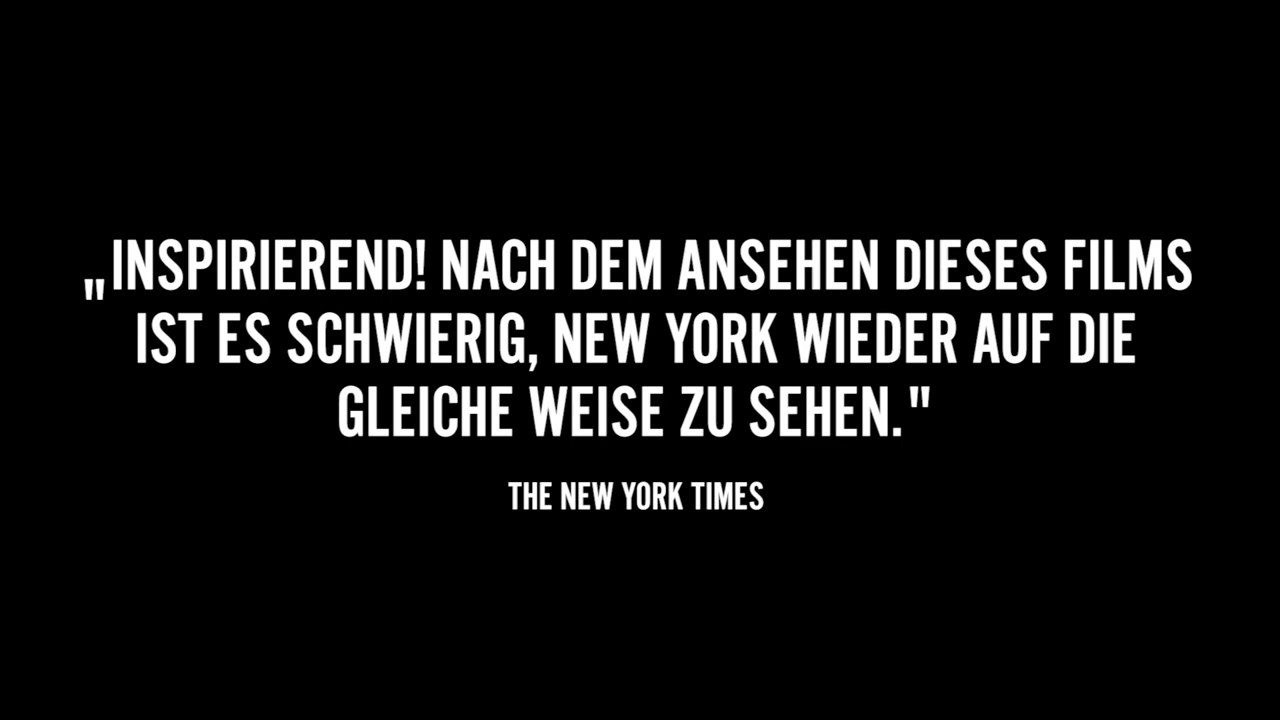 „INSPIRIEREND! NACH DEM ANSEHEN DIESES FILMS
IST ES SCHWIERIG, NEW YORK WIEDER AUF DIE
GLEICHE WEISE ZU SEHEN."
THE NEW YORK TIMES